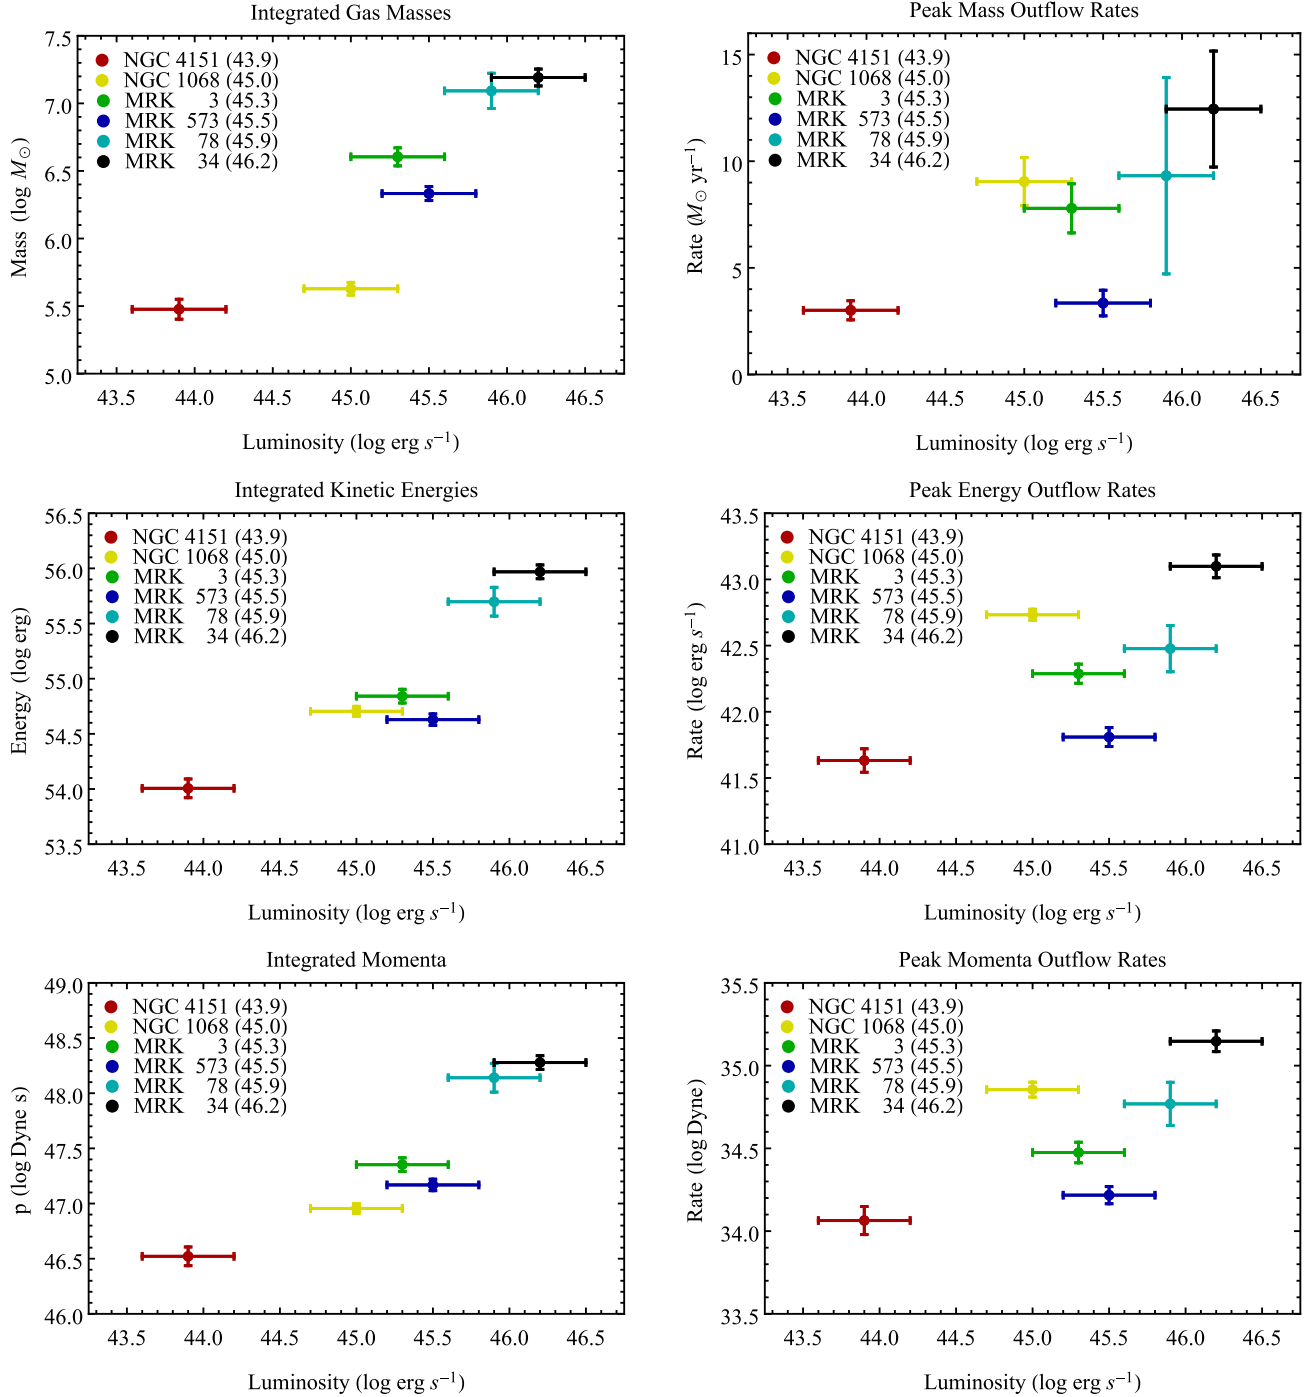 Integrated Gas Masses
7.5
7.0
6.5
6.0
5.5
5.0
Mass (log M⊙)
NGC 4151 (43.9)
NGC 1068 (45.0)
MRK 3 (45.3)
MRK 573 (45.5)
MRK 78 (45.9)
MRK 34 (46.2)
43.5 44.0 44.5 45.0 45.5 46.0 46.5
Luminosity (log erg s⁻¹)
Peak Mass Outflow Rates
15
10
5
0
Rate (M⊙ yr⁻¹)
NGC 4151 (43.9)
NGC 1068 (45.0)
MRK 3 (45.3)
MRK 573 (45.5)
MRK 78 (45.9)
MRK 34 (46.2)
43.5 44.0 44.5 45.0 45.5 46.0 46.5
Luminosity (log erg s⁻¹)
Integrated Kinetic Energies
56.5
56.0
55.5
55.0
54.5
54.0
53.5
Energy (log erg)
NGC 4151 (43.9)
NGC 1068 (45.0)
MRK 3 (45.3)
MRK 573 (45.5)
MRK 78 (45.9)
MRK 34 (46.2)
43.5 44.0 44.5 45.0 45.5 46.0 46.5
Luminosity (log erg s⁻¹)
Peak Energy Outflow Rates
43.5
43.0
42.5
42.0
41.5
41.0
Rate (log erg s⁻¹)
NGC 4151 (43.9)
NGC 1068 (45.0)
MRK 3 (45.3)
MRK 573 (45.5)
MRK 78 (45.9)
MRK 34 (46.2)
43.5 44.0 44.5 45.0 45.5 46.0 46.5
Luminosity (log erg s⁻¹)
Integrated Momenta
49.0
48.5
48.0
47.5
47.0
46.5
46.0
p (log Dyne s)
NGC 4151 (43.9)
NGC 1068 (45.0)
MRK 3 (45.3)
MRK 573 (45.5)
MRK 78 (45.9)
MRK 34 (46.2)
43.5 44.0 44.5 45.0 45.5 46.0 46.5
Luminosity (log erg s⁻¹)
Peak Momenta Outflow Rates
35.5
35.0
34.5
34.0
33.5
Rate (log Dyne)
NGC 4151 (43.9)
NGC 1068 (45.0)
MRK 3 (45.3)
MRK 573 (45.5)
MRK 78 (45.9)
MRK 34 (46.2)
43.5 44.0 44.5 45.0 45.5 46.0 46.5
Luminosity (log erg s⁻¹)